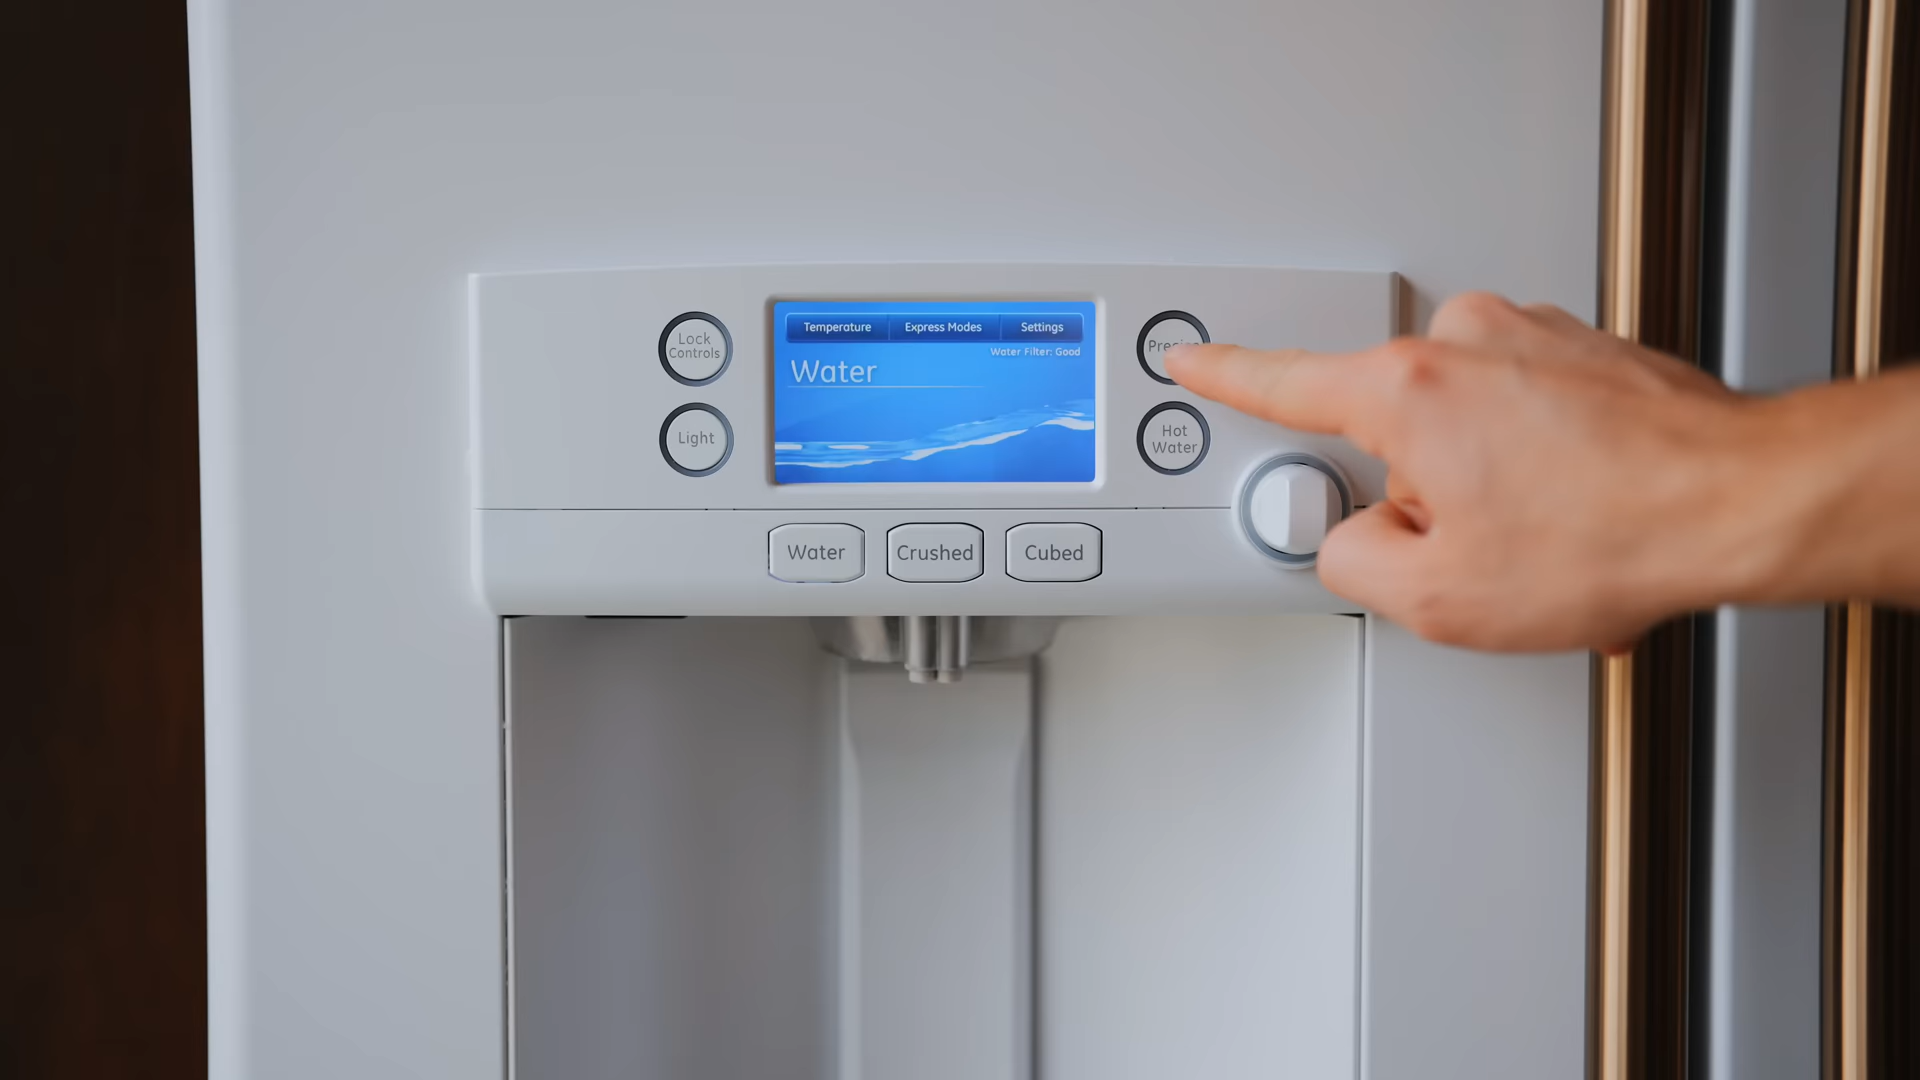 Lock
Controls
Light
Temperature Express Modes Settings
Water Filter: Good
Water
Hot
Water
Water Crushed Cubed